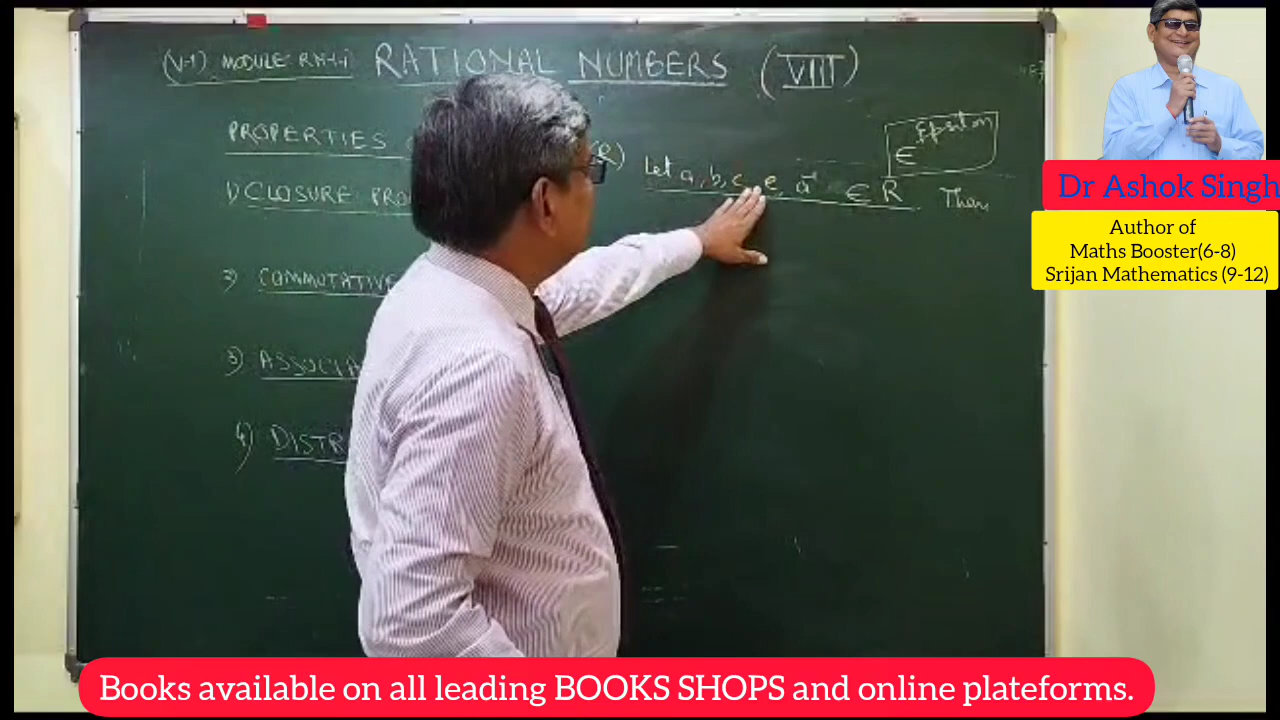 (V-1) MODULE: RN-1.1 RATIONAL NUMBERS (VIII)
PROPERTIES
(R) Let a, b, c, e, a⁻¹ ∈ R Then
∈ Epsilon
1) CLOSURE PRO
2) COMMUTATIVE
3) ASSOCIA
4) DISTR
Dr Ashok Singh
Author of
Maths Booster(6-8)
Srijan Mathematics (9-12)
Books available on all leading BOOKS SHOPS and online plateforms.